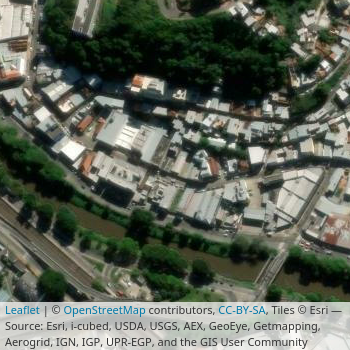 Leaflet | © OpenStreetMap contributors, CC-BY-SA, Tiles © Esri —
Source: Esri, i-cubed, USDA, USGS, AEX, GeoEye, Getmapping,
Aerogrid, IGN, IGP, UPR-EGP, and the GIS User Community